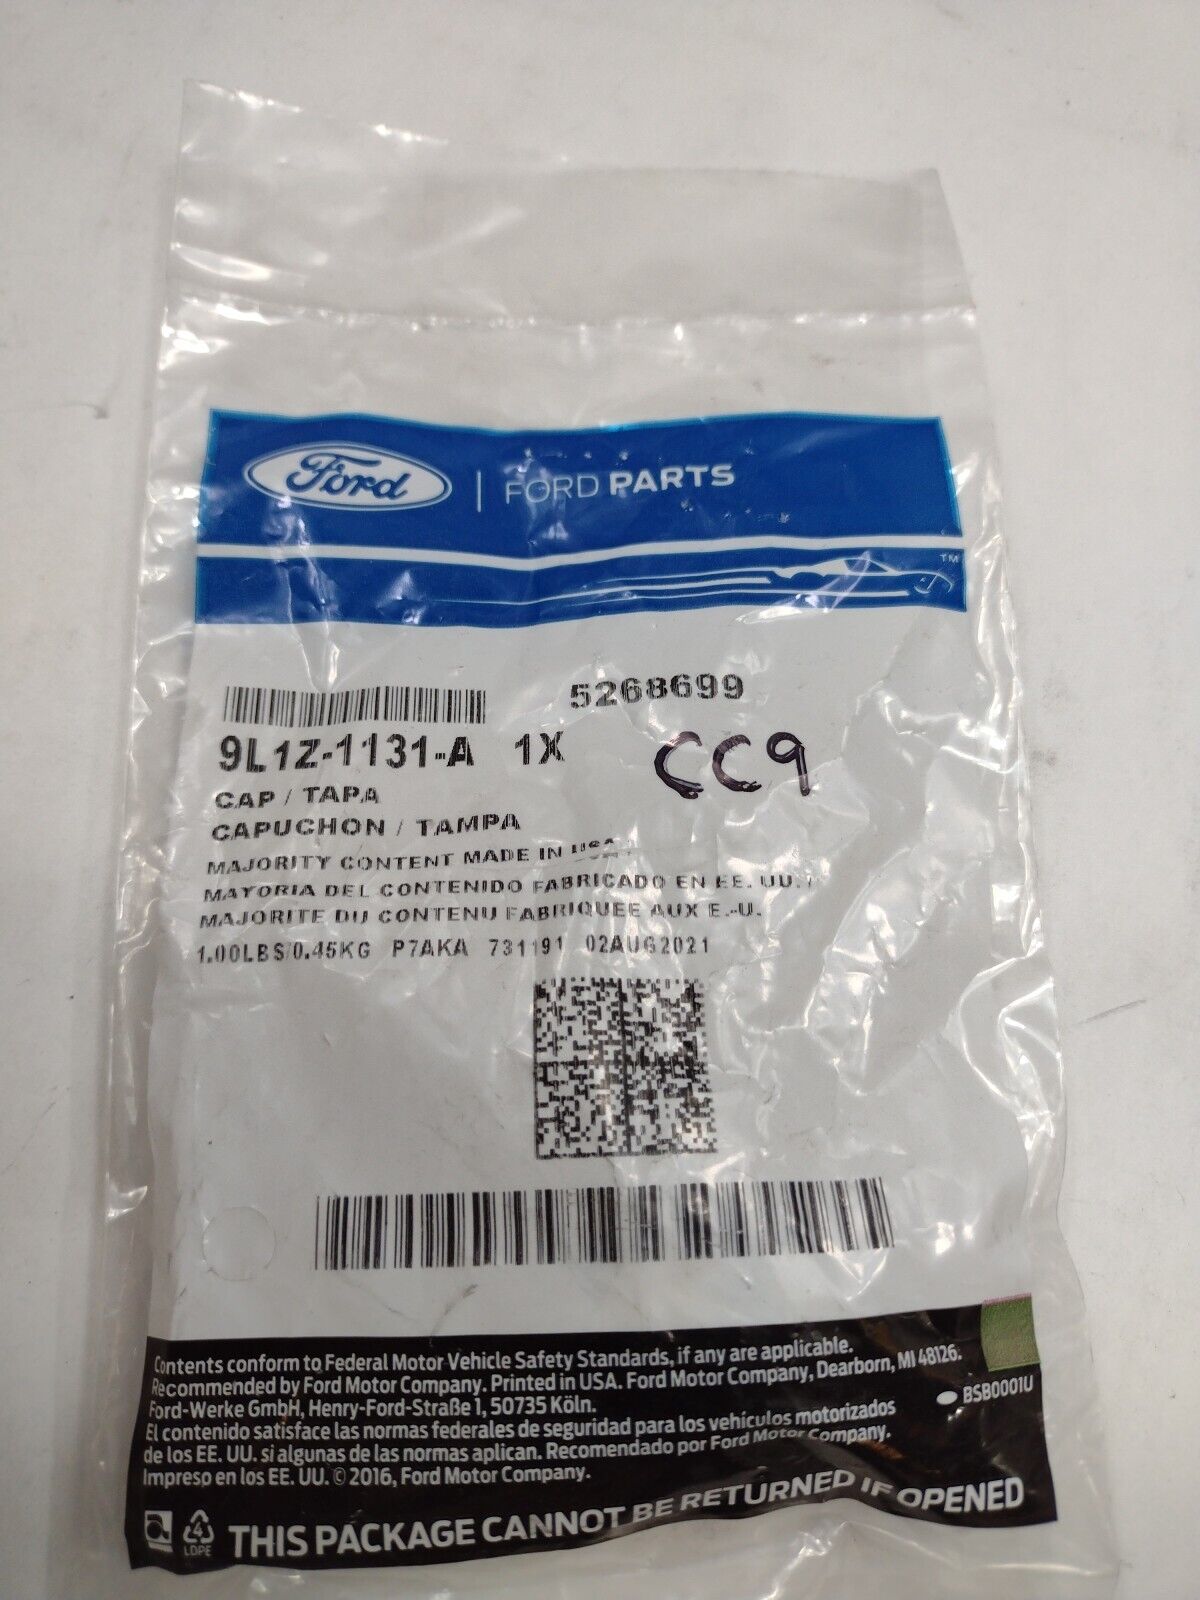 Ford | FORD PARTS
TM
5268699
9L1Z-1131-A 1X
CC9
CAP / TAPA
CAPUCHON / TAMPA
MAJORITY CONTENT MADE IN USA
MAYORIA DEL CONTENIDO FABRICADO EN EE. UU.
MAJORITE DU CONTENU FABRIQUEE AUX E.-U.
1.00LBS/0.45KG P7AKA 731191 02AUG2021
Contents conform to Federal Motor Vehicle Safety Standards, if any are applicable.
Recommended by Ford Motor Company. Printed in USA. Ford Motor Company, Dearborn, MI 48126.
Ford-Werke GmbH, Henry-Ford-Straße 1, 50735 Köln.
BSB0001U
El contenido satisface las normas federales de seguridad para los vehículos motorizados
de los EE. UU. si algunas de las normas aplican. Recomendado por Ford Motor Company.
Impreso en los EE. UU. © 2016, Ford Motor Company.
4
LDPE
THIS PACKAGE CANNOT BE RETURNED IF OPENED